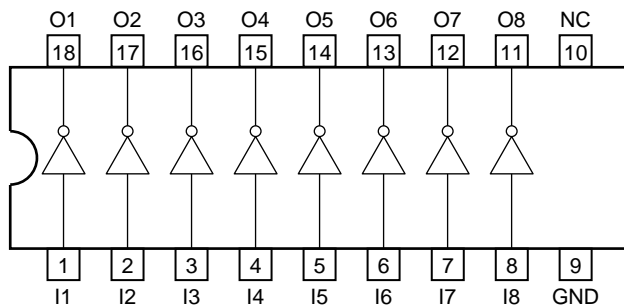 O1 O2 O3 O4 O5 O6 O7 O8 NC
18 17 16 15 14 13 12 11 10
1 2 3 4 5 6 7 8 9
I1 I2 I3 I4 I5 I6 I7 I8 GND